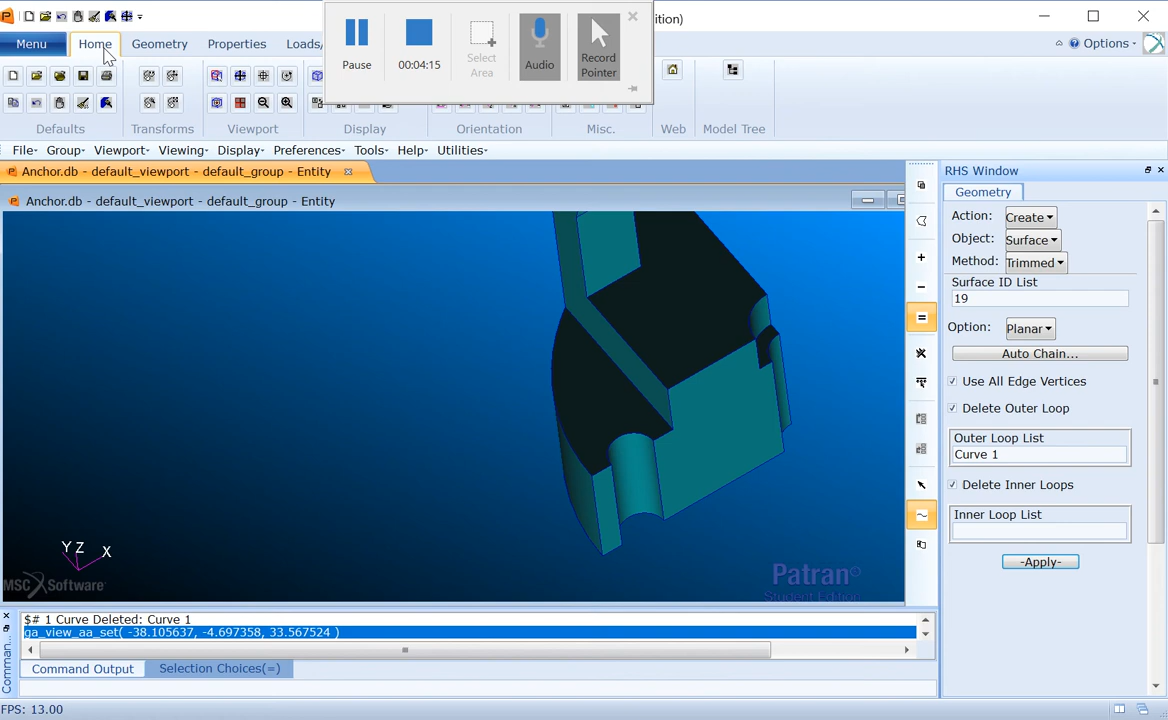 ition)
Pause
00:04:15
Select Area
Audio
Record Pointer
Menu
Home
Geometry
Properties
Loads/
Options
Defaults
Transforms
Viewport
Display
Orientation
Misc.
Web
Model Tree
File
Group
Viewport
Viewing
Display
Preferences
Tools
Help
Utilities
Anchor.db - default_viewport - default_group - Entity
Anchor.db - default_viewport - default_group - Entity
Y Z X
MSC Software
Patran
Student Edition
RHS Window
Geometry
Action: Create
Object: Surface
Method: Trimmed
Surface ID List
19
Option: Planar
Auto Chain...
Use All Edge Vertices
Delete Outer Loop
Outer Loop List
Curve 1
Delete Inner Loops
Inner Loop List
-Apply-
Comman...
$# 1 Curve Deleted: Curve 1
ga_view_aa_set( -38.105637, -4.697358, 33.567524 )
Command Output
Selection Choices(=)
FPS: 13.00